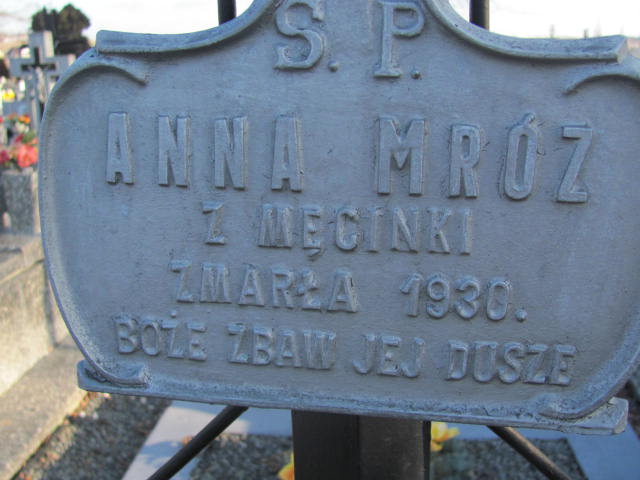 S. P.
ANNA MRÓZ
Z MĘCINKI
ZMARŁA 1930.
BOŻE ZBAW JEJ DUSZE